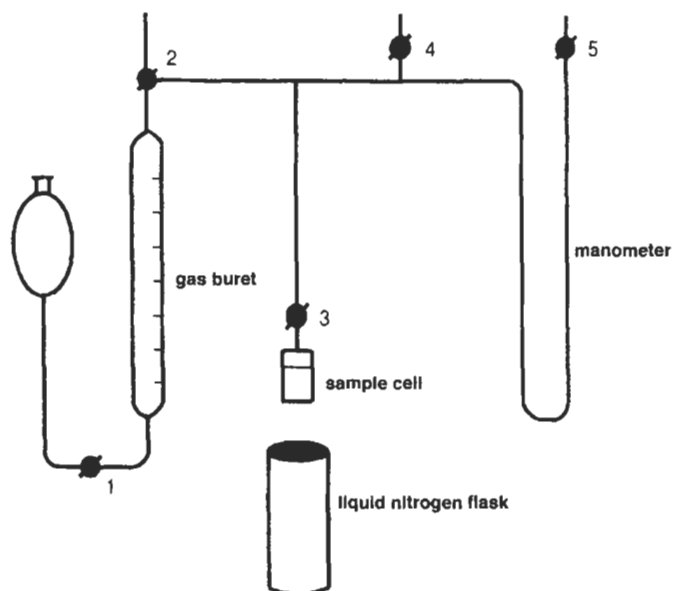 2
4
5
manometer
gas buret
3
sample cell
1
liquid nitrogen flask